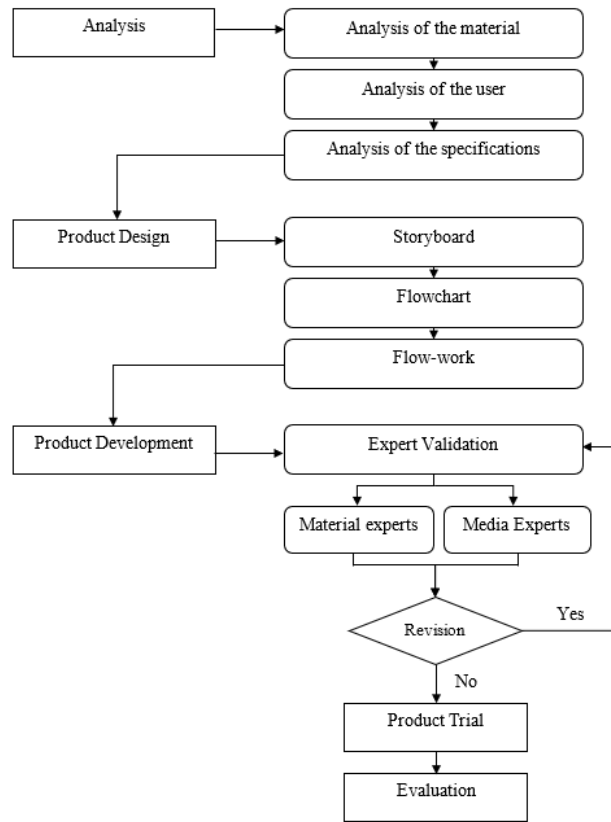 Analysis
Analysis of the material
Analysis of the user
Analysis of the specifications
Product Design
Storyboard
Flowchart
Flow-work
Product Development
Expert Validation
Material experts
Media Experts
Revision
Yes
No
Product Trial
Evaluation